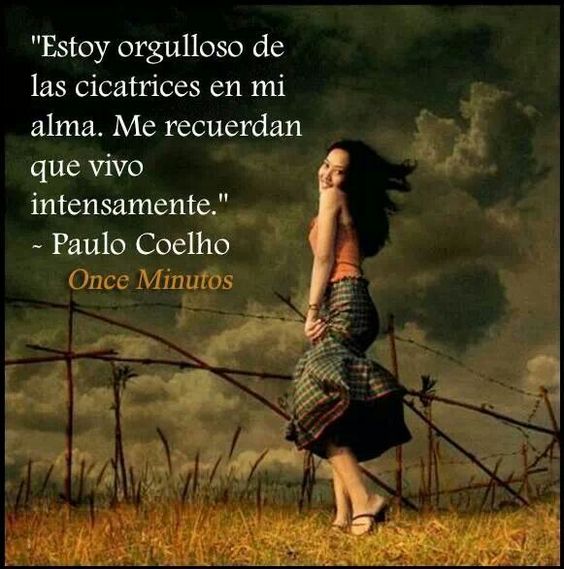 "Estoy orgulloso de
las cicatrices en mi
alma. Me recuerdan
que vivo
intensamente."
~ Paulo Coelho
Once Minutos